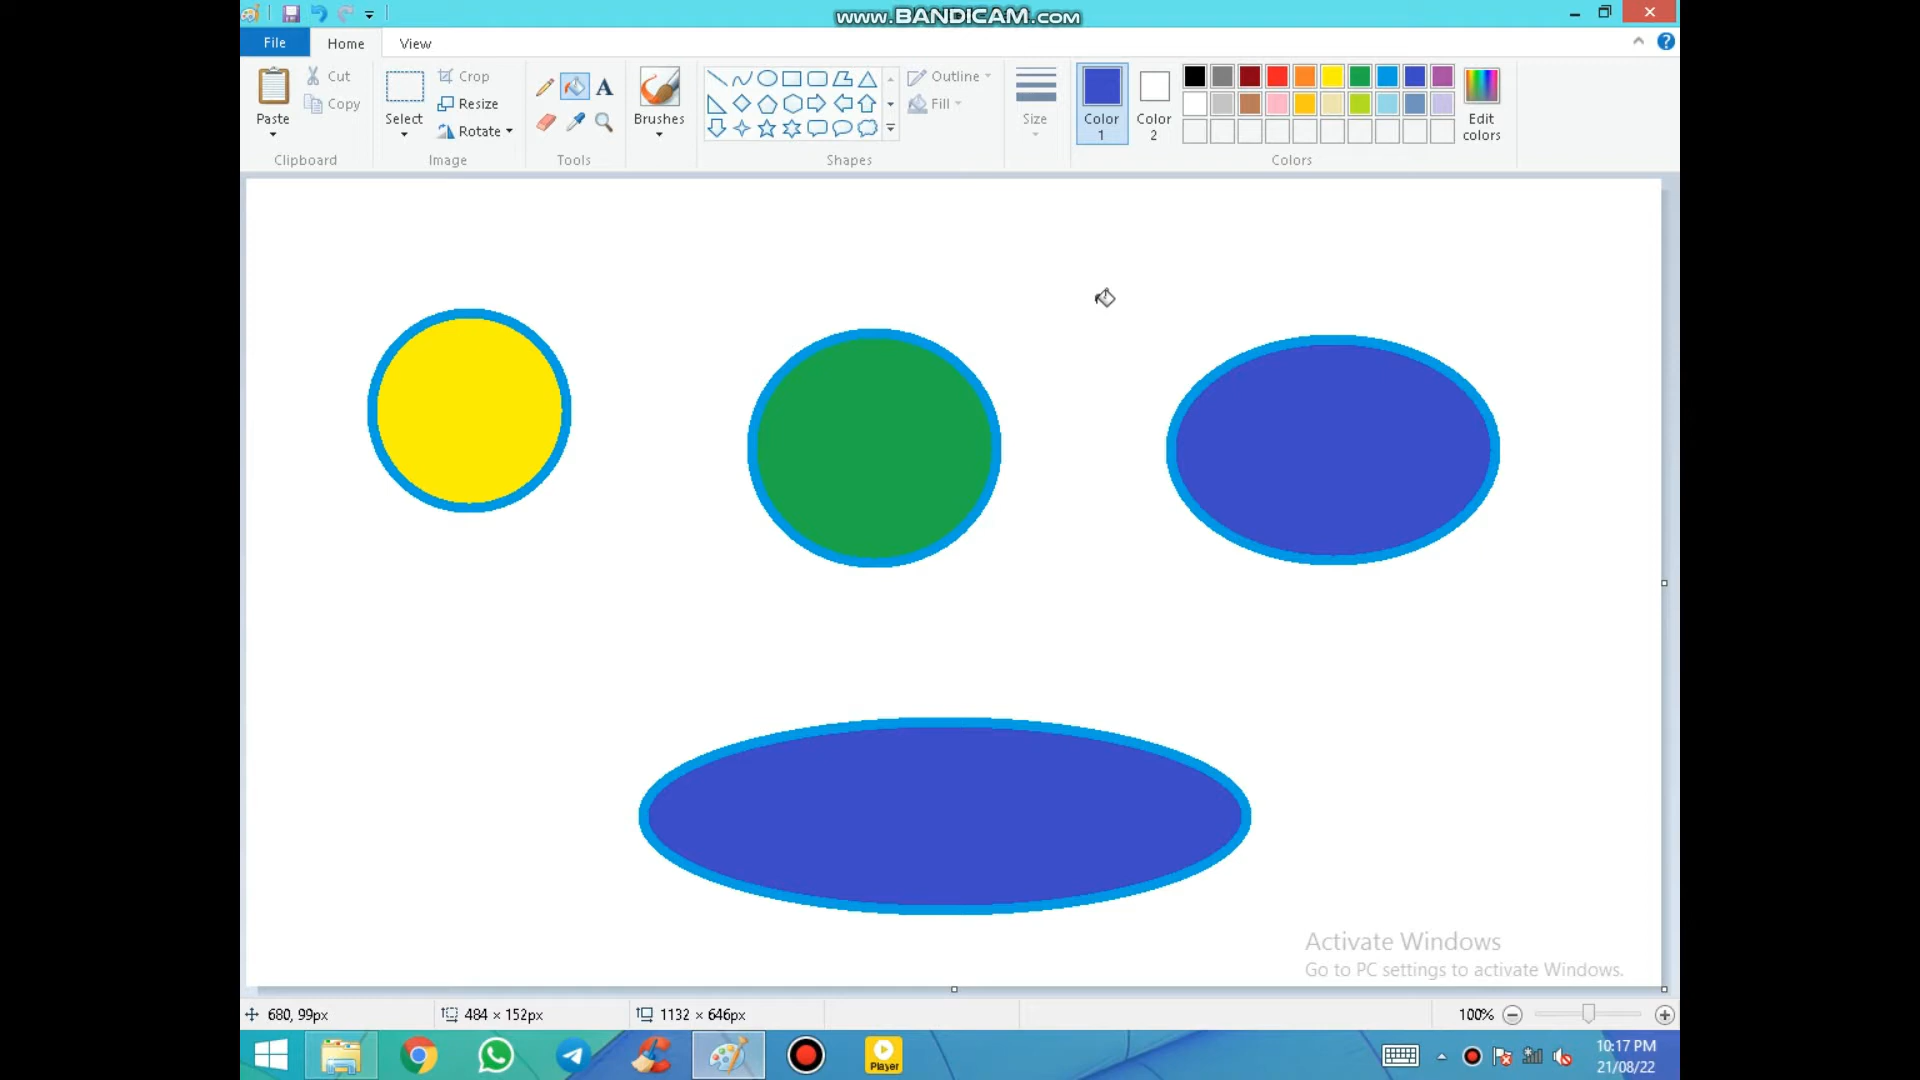 www.BANDICAM.com
File
Home
View
Paste
Cut
Copy
Clipboard
Select
Crop
Resize
Rotate
Image
A
Tools
Brushes
Shapes
Outline
Fill
Size
Color
1
Color
2
Colors
Edit
colors
?
Activate Windows
Go to PC settings to activate Windows.
680, 99px
484 × 152px
1132 × 646px
100%
Player
10:17 PM
21/08/22